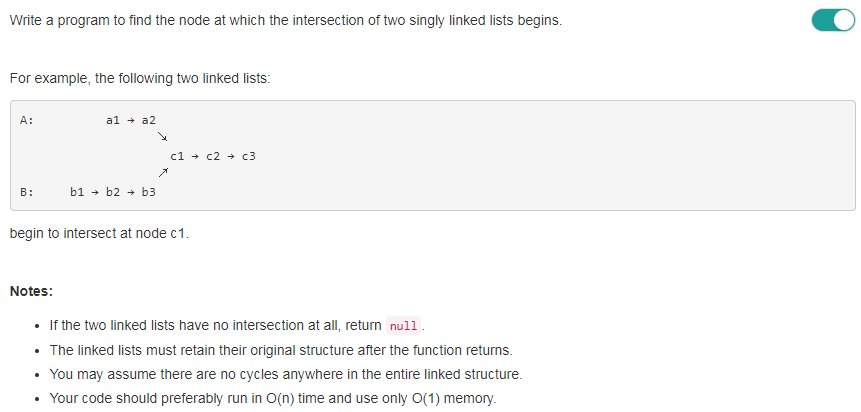 Write a program to find the node at which the intersection of two singly linked lists begins.
For example, the following two linked lists:
A: a1 → a2
↘
c1 → c2 → c3
↗
B: b1 → b2 → b3
begin to intersect at node c1.
Notes:
• If the two linked lists have no intersection at all, return null.
• The linked lists must retain their original structure after the function returns.
• You may assume there are no cycles anywhere in the entire linked structure.
• Your code should preferably run in O(n) time and use only O(1) memory.